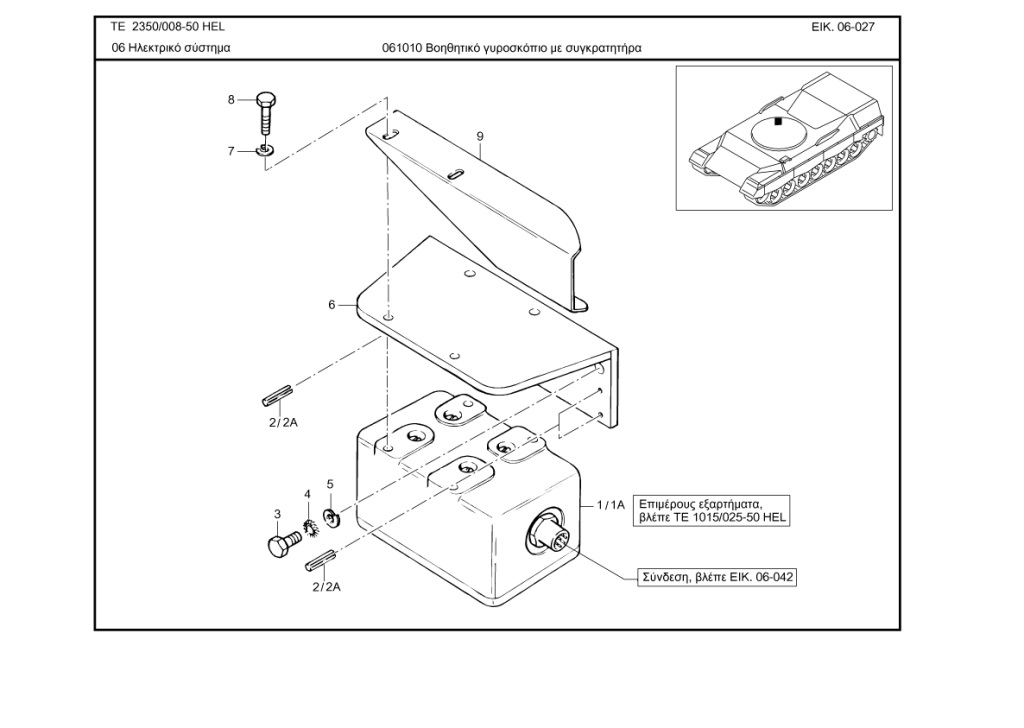 TE 2350/008-50 HEL
ΕΙΚ. 06-027
06 Ηλεκτρικό σύστημα
061010 Βοηθητικό γυροσκόπιο με συγκρατητήρα
8
7
9
6
2/2A
5
4
3
1/1A
Επιμέρους εξαρτήματα,
βλέπε TE 1015/025-50 HEL
2/2A
Σύνδεση, βλέπε ΕΙΚ. 06-042